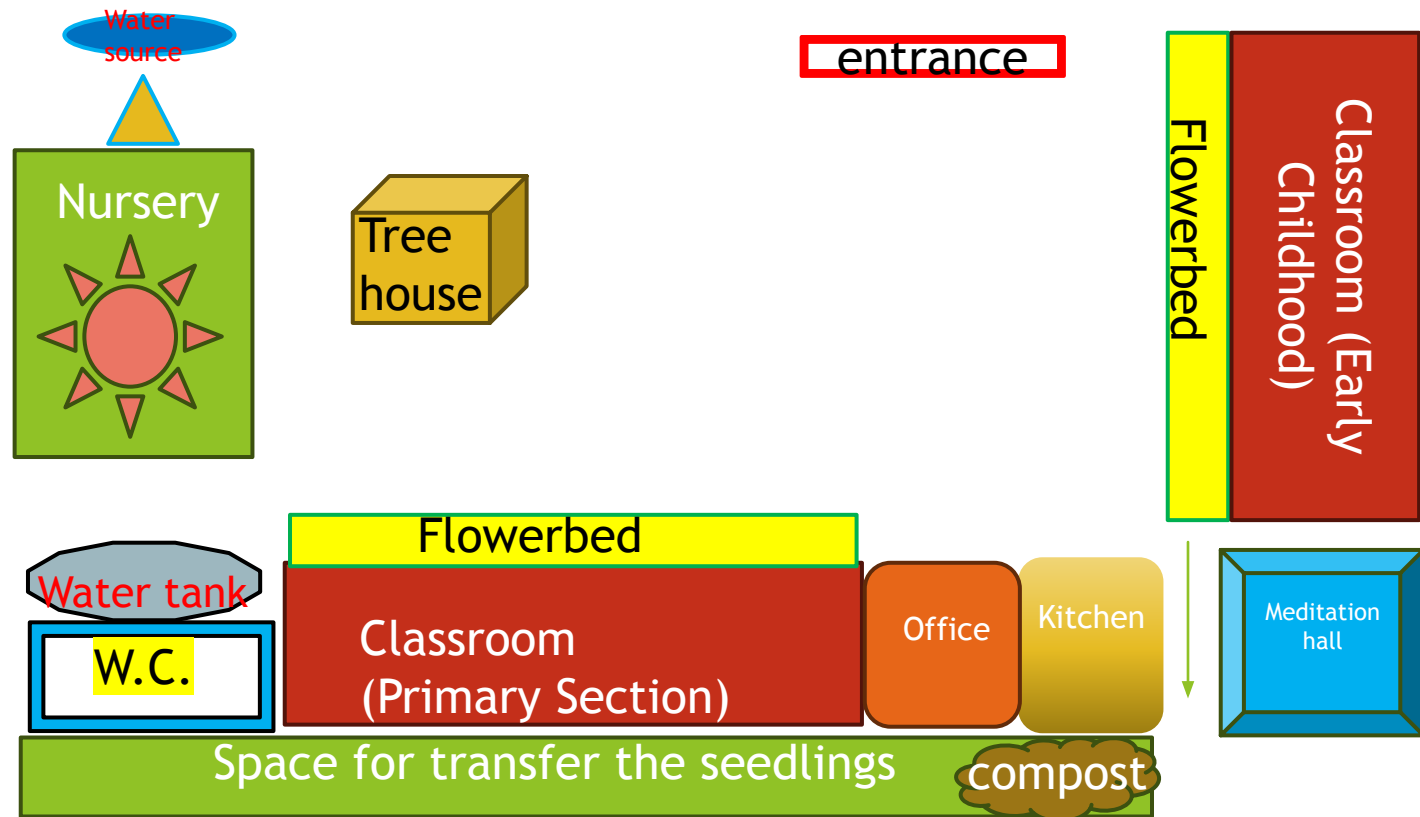 Water
source
entrance
Nursery
Tree
house
Flowerbed
Classroom (Early
Childhood)
Flowerbed
Water tank
W.C.
Classroom
(Primary Section)
Office
Kitchen
Meditation
hall
Space for transfer the seedlings
compost